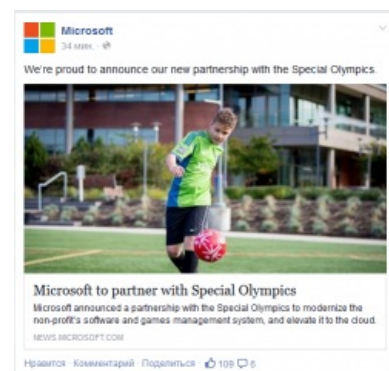 Microsoft
34 мин. ·
We're proud to announce our new partnership with the Special Olympics.
Microsoft to partner with Special Olympics
Microsoft announced a partnership with the Special Olympics to modernize the
non-profit's software and games management system, and elevate it to the cloud.
NEWS.MICROSOFT.COM
Нравится · Комментарий · Поделиться · 109 6